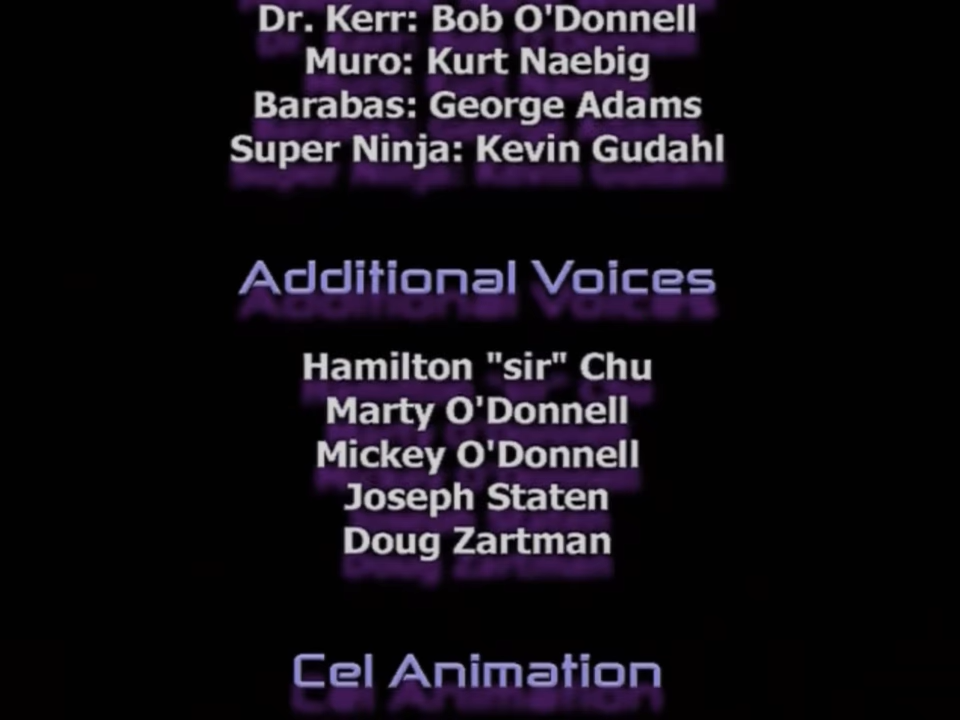 Dr. Kerr: Bob O'Donnell
Muro: Kurt Naebig
Barabas: George Adams
Super Ninja: Kevin Gudahl
Additional Voices
Hamilton "sir" Chu
Marty O'Donnell
Mickey O'Donnell
Joseph Staten
Doug Zartman
Cel Animation